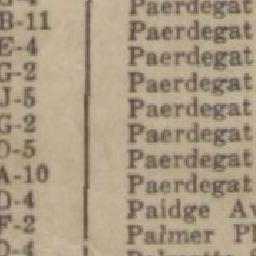 Paerdegat
B-11 Paerdegat
E-4 Paerdegat
G-2 Paerdegat
J-5 Paerdegat
G-2 Paerdegat
O-5 Paerdegat
A-10 Paerdegat
D-4 Paidge Av
F-2 Palmer Pl